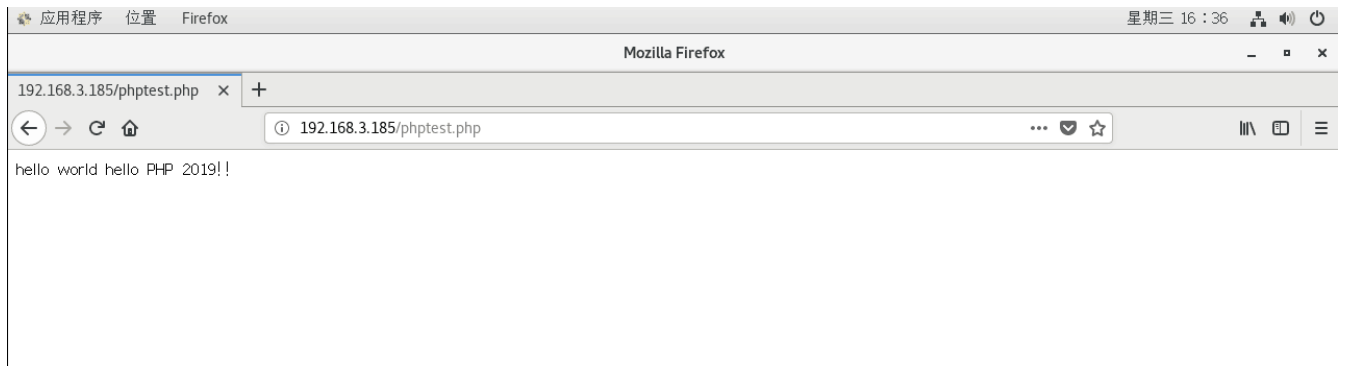 应用程序 位置 Firefox 星期三 16:36
Mozilla Firefox
192.168.3.185/phptest.php
192.168.3.185/phptest.php
hello world hello PHP 2019!!